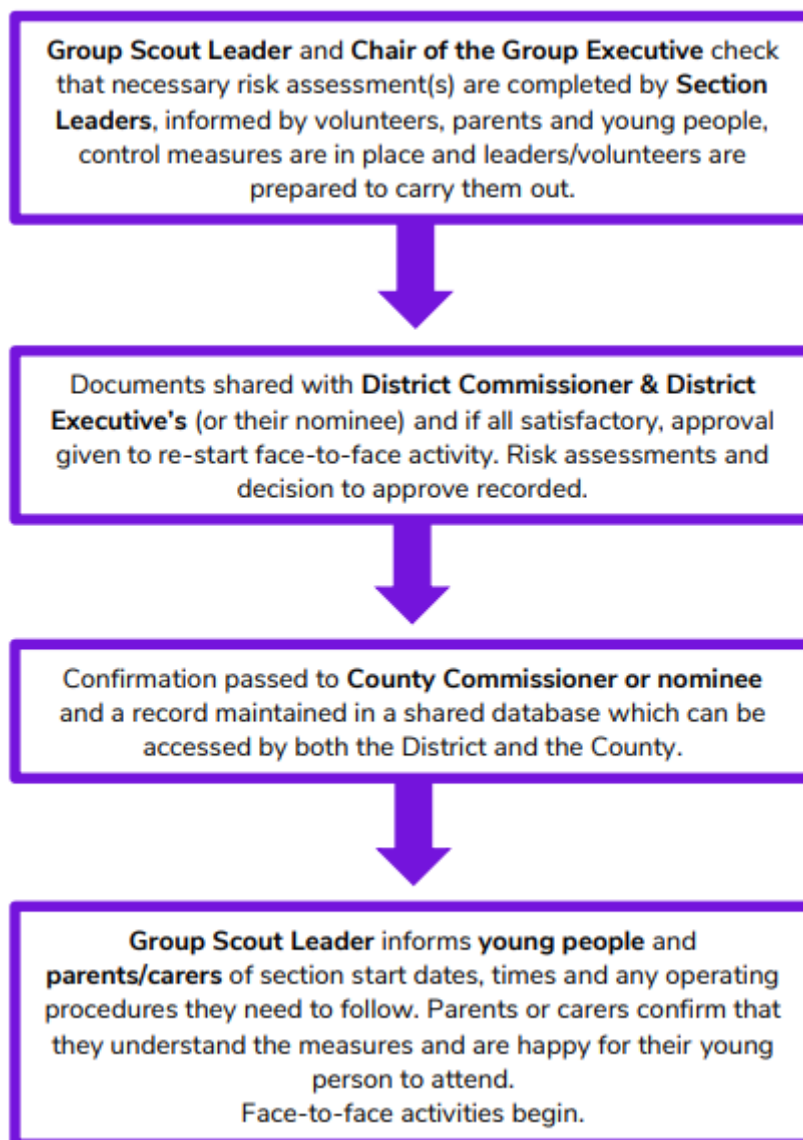 Group Scout Leader and Chair of the Group Executive check
that necessary risk assessment(s) are completed by Section
Leaders, informed by volunteers, parents and young people,
control measures are in place and leaders/volunteers are
prepared to carry them out.
Documents shared with District Commissioner & District
Executive's (or their nominee) and if all satisfactory, approval
given to re-start face-to-face activity. Risk assessments and
decision to approve recorded.
Confirmation passed to County Commissioner or nominee
and a record maintained in a shared database which can be
accessed by both the District and the County.
Group Scout Leader informs young people and
parents/carers of section start dates, times and any operating
procedures they need to follow. Parents or carers confirm that
they understand the measures and are happy for their young
person to attend.
Face-to-face activities begin.